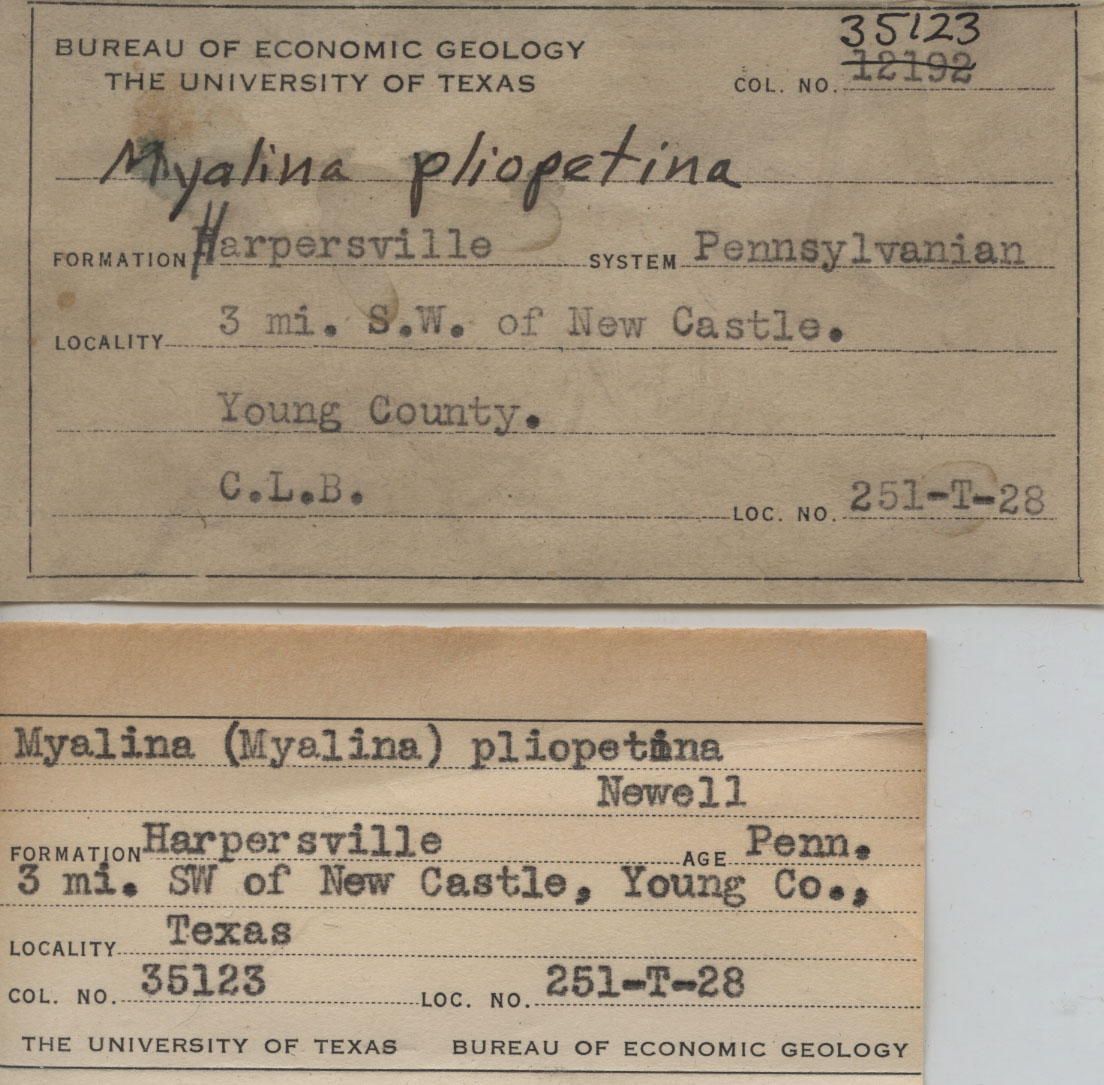 35123
BUREAU OF ECONOMIC GEOLOGY
THE UNIVERSITY OF TEXAS
COL. NO. 12192
Myalina pliopetina
FORMATION Harpersville SYSTEM Pennsylvanian
LOCALITY 3 mi. S.W. of New Castle.
Young County.
C.L.B. LOC. NO. 251-T-28
Myalina (Myalina) pliopetina
Newell
FORMATION Harpersville AGE Penn.
3 mi. SW of New Castle, Young Co.,
LOCALITY Texas
COL. NO. 35123 LOC. NO. 251-T-28
THE UNIVERSITY OF TEXAS BUREAU OF ECONOMIC GEOLOGY